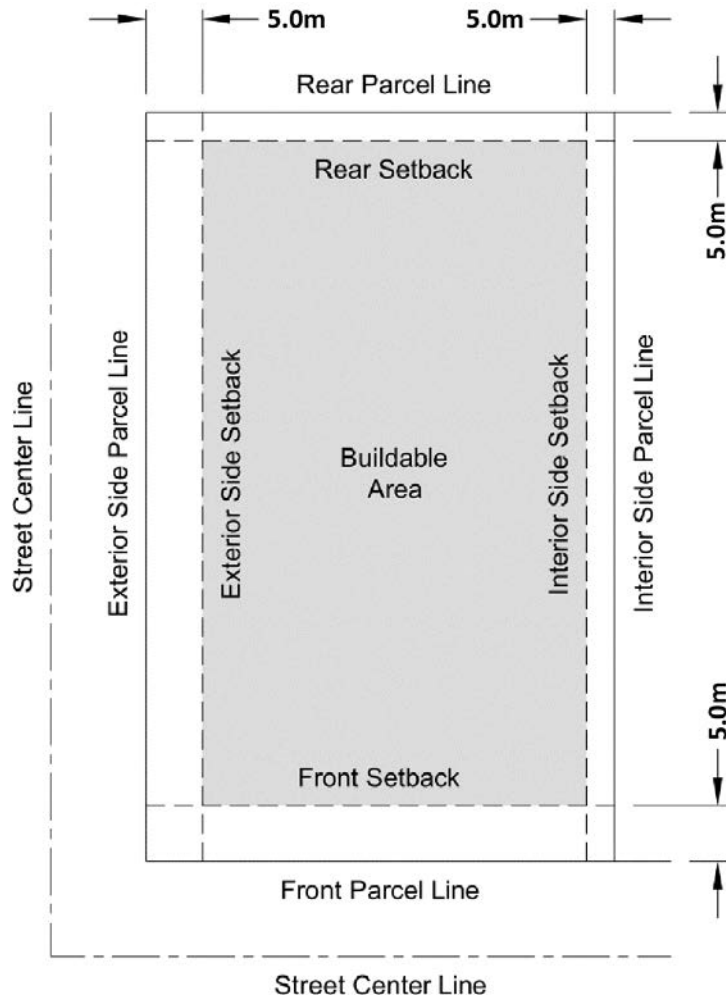 5.0m 5.0m
Rear Parcel Line
Rear Setback
5.0m
Street Center Line
Exterior Side Parcel Line
Exterior Side Setback
Buildable
Area
Interior Side Setback
Interior Side Parcel Line
5.0m
Front Setback
Front Parcel Line
Street Center Line